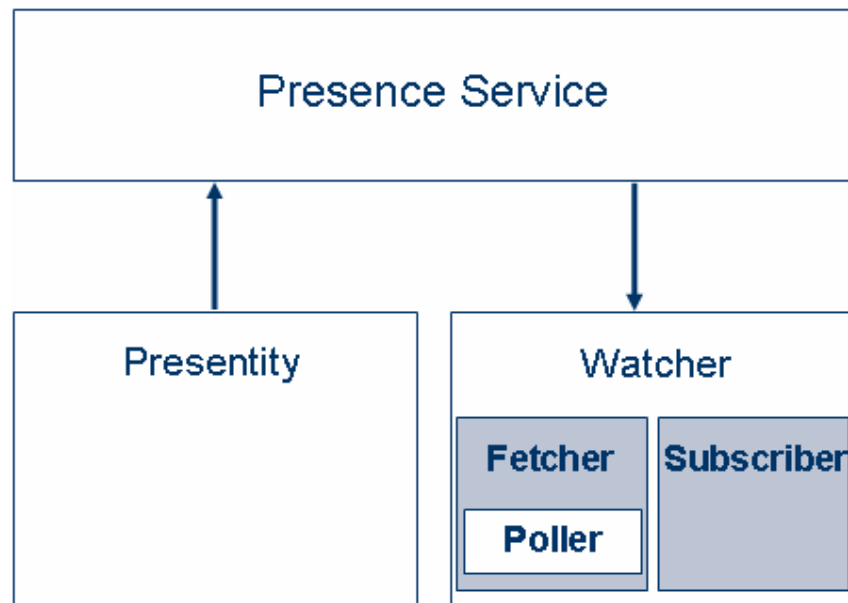 Presence Service
Presentity
Watcher
Fetcher
Subscriber
Poller